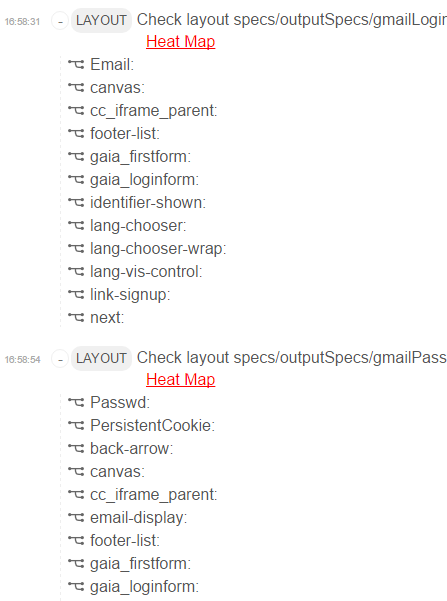 16:58:31 - LAYOUT Check layout specs/outputSpecs/gmailLogin
Heat Map
Email:
canvas:
cc_iframe_parent:
footer-list:
gaia_firstform:
gaia_loginform:
identifier-shown:
lang-chooser:
lang-chooser-wrap:
lang-vis-control:
link-signup:
next:
16:58:54 - LAYOUT Check layout specs/outputSpecs/gmailPass
Heat Map
Passwd:
PersistentCookie:
back-arrow:
canvas:
cc_iframe_parent:
email-display:
footer-list:
gaia_firstform:
gaia_loginform: